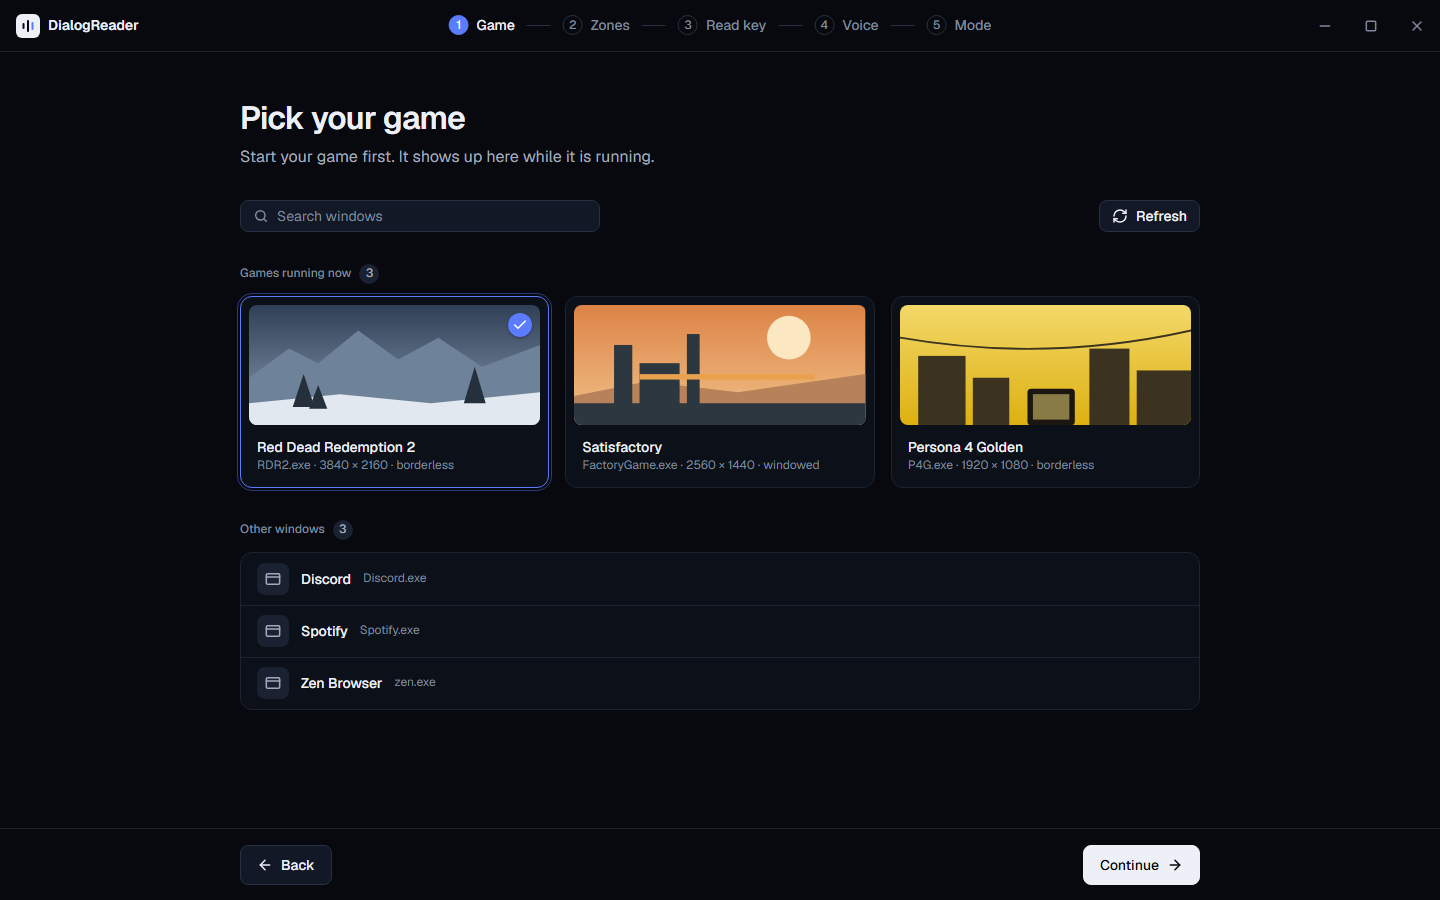 DialogReader
1 Game
2 Zones
3 Read key
4 Voice
5 Mode
Pick your game
Start your game first. It shows up here while it is running.
Search windows
Refresh
Games running now 3
Red Dead Redemption 2
RDR2.exe · 3840 × 2160 · borderless
Satisfactory
FactoryGame.exe · 2560 × 1440 · windowed
Persona 4 Golden
P4G.exe · 1920 × 1080 · borderless
Other windows 3
Discord Discord.exe
Spotify Spotify.exe
Zen Browser zen.exe
Back
Continue